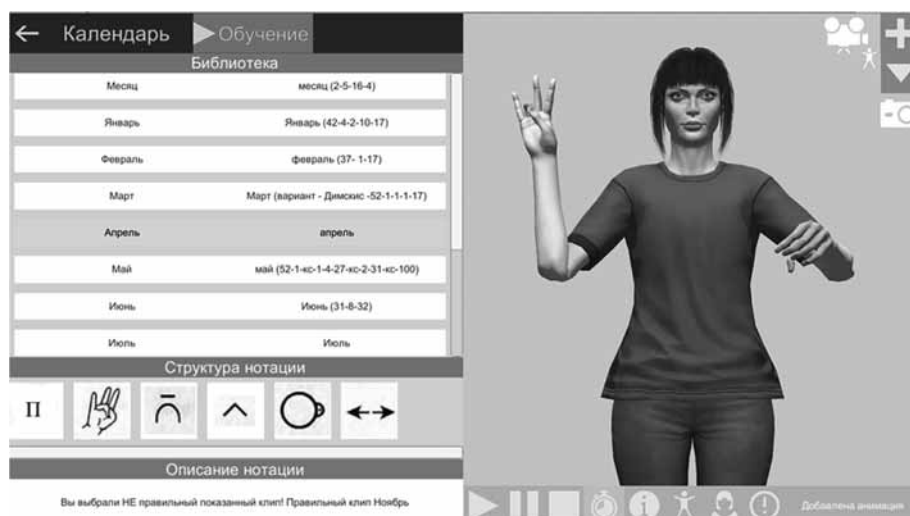 Календарь Обучение
Библиотека
Месяц месяц (2-5-16-4)
Январь Январь (42-4-2-10-17)
Февраль февраль (37- 1-17)
Март Март (вариант - Димскис -52-1-1-1-17)
Апрель апрель
Май май (52-1-кс-1-4-27-кс-2-31-кс-100)
Июнь Июнь (31-8-32)
Июль Июль
Структура нотации
П
Описание нотации
Вы выбрали НЕ правильный показанный клип! Правильный клип Ноябрь
Добавлена анимация